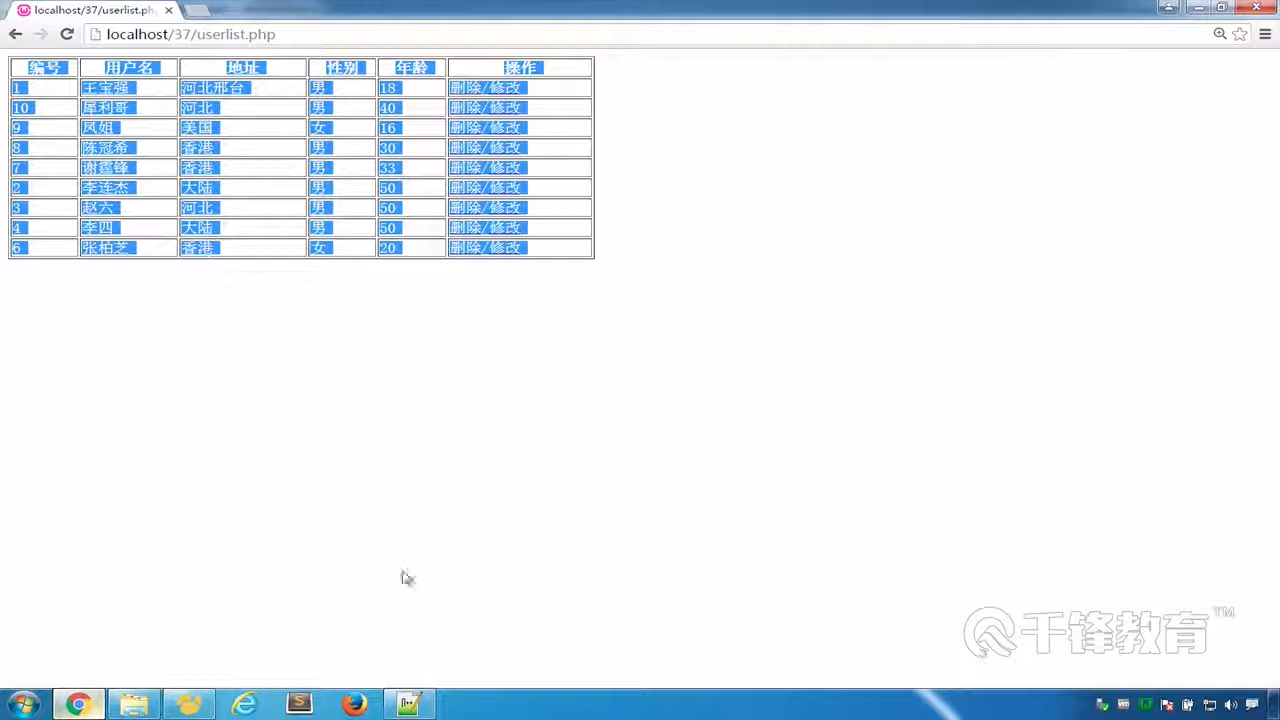 localhost/37/userlist.php
localhost/37/userlist.php
编号 用户名 地址 性别 年龄 操作
1 王宝强 河北邢台 男 18 删除/修改
10 犀利哥 河北 男 40 删除/修改
9 凤姐 美国 女 16 删除/修改
8 陈冠希 香港 男 30 删除/修改
7 谢霆锋 香港 男 33 删除/修改
2 李连杰 大陆 男 50 删除/修改
3 赵六 河北 男 50 删除/修改
4 李四 大陆 男 50 删除/修改
6 张柏芝 香港 女 20 删除/修改
千锋教育™